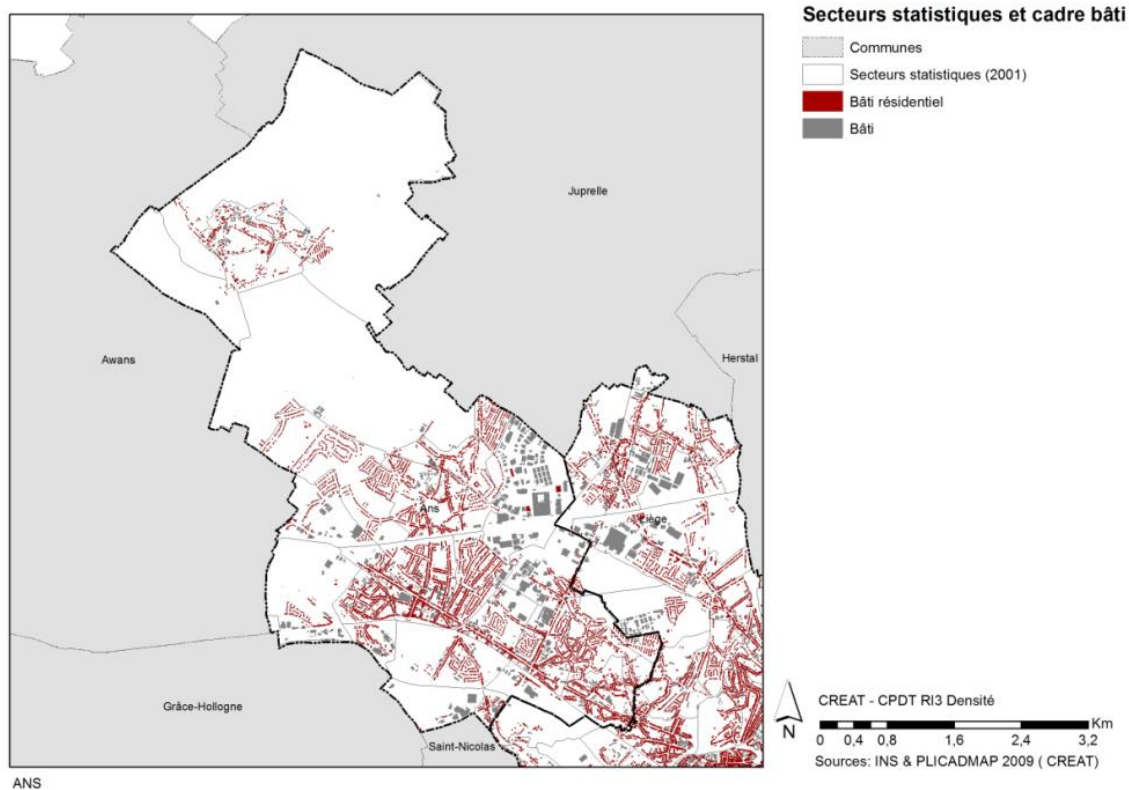 Secteurs statistiques et cadre bâti
Communes
Secteurs statistiques (2001)
Bâti résidentiel
Bâti
Juprelle
Herstal
Awans
Ans
Liège
Grâce-Hollogne
Saint-Nicolas
CREAT - CPDT RI3 Densité
Km
N
0 0,4 0,8 1,6 2,4 3,2
Sources: INS & PLICADMAP 2009 ( CREAT)
ANS